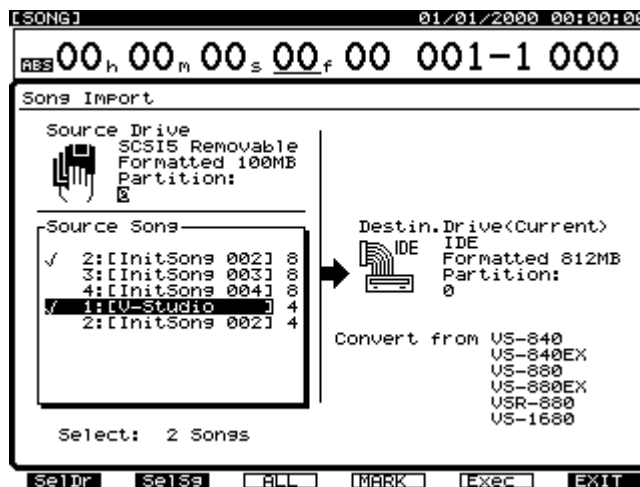 [SONG] 01/01/2000 00:00:00
ABS 00h 00m 00s 00f 00 001-1 000
Song Import
Source Drive
SCSI5 Removable
Formatted 100MB
Partition:
0
Source Song
✓ 2:[InitSong 002] 8
3:[InitSong 003] 8
4:[InitSong 004] 8
✓ 1:[V-Studio ] 4
2:[InitSong 002] 4
Select: 2 Songs
Destin.Drive(Current)
IDE
IDE
Formatted 812MB
Partition:
0
Convert from VS-840
VS-840EX
VS-880
VS-880EX
VSR-880
VS-1680
SelDr SelSg ALL MARK Exec EXIT